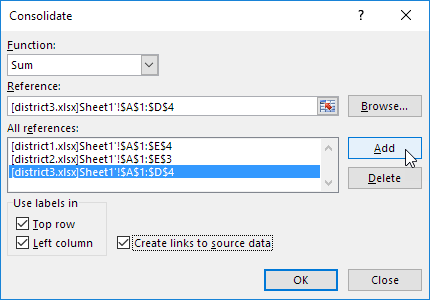 Consolidate
?
Function:
Sum
Reference:
[district3.xlsx]Sheet1'!$A$1:$D$4
Browse...
All references:
[district1.xlsx]Sheet1'!$A$1:$E$4
[district2.xlsx]Sheet1'!$A$1:$E$3
[district3.xlsx]Sheet1'!$A$1:$D$4
Add
Delete
Use labels in
Top row
Left column
Create links to source data
OK
Close